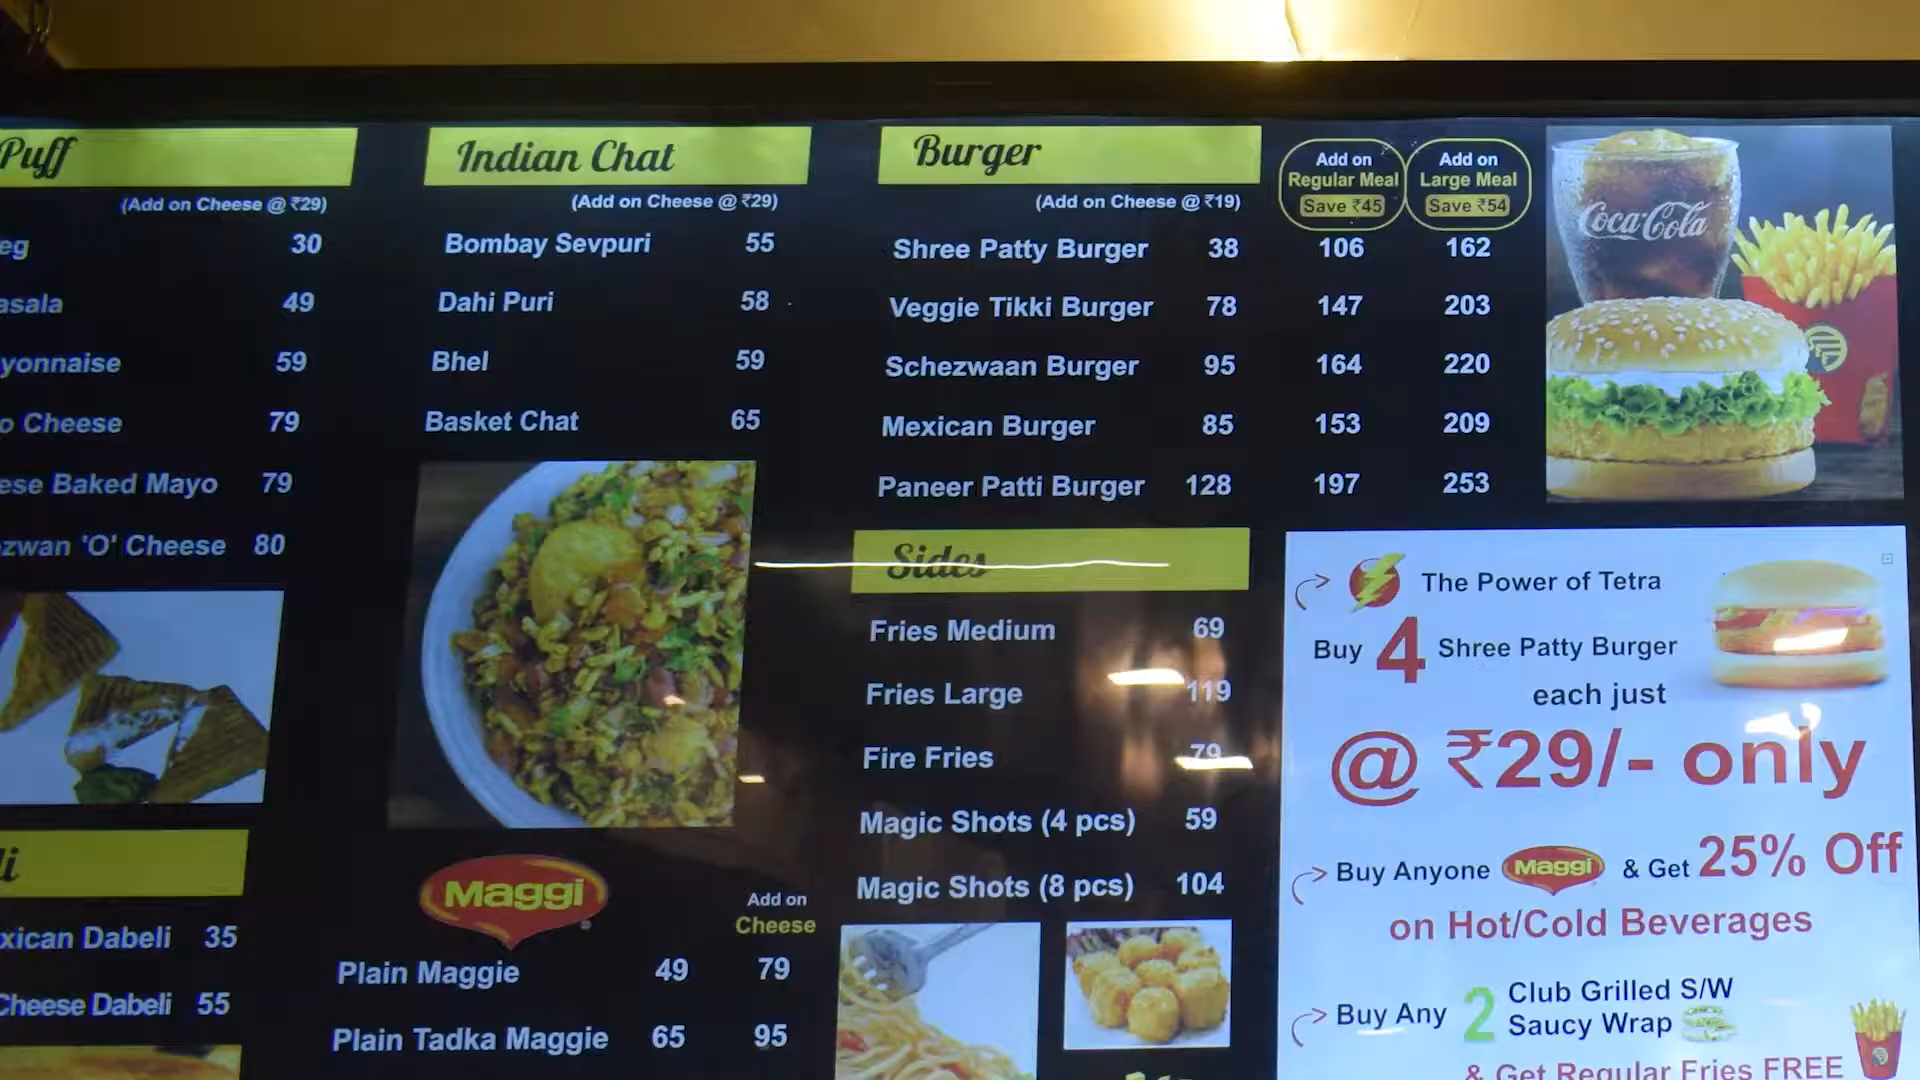 Puff
(Add on Cheese @ ₹29)
eg 30
asala 49
yonnaise 59
o Cheese 79
ese Baked Mayo 79
zwan 'O' Cheese 80
li
xican Dabeli 35
Cheese Dabeli 55
Indian Chat
(Add on Cheese @ ₹29)
Bombay Sevpuri 55
Dahi Puri 58
Bhel 59
Basket Chat 65
Maggi
Add on
Cheese
Plain Maggie 49 79
Plain Tadka Maggie 65 95
Burger
(Add on Cheese @ ₹19)
Add on
Regular Meal
Save ₹45
Add on
Large Meal
Save ₹54
Shree Patty Burger 38 106 162
Veggie Tikki Burger 78 147 203
Schezwaan Burger 95 164 220
Mexican Burger 85 153 209
Paneer Patti Burger 128 197 253
Sides
Fries Medium 69
Fries Large 119
Fire Fries 79
Magic Shots (4 pcs) 59
Magic Shots (8 pcs) 104
Coca-Cola
The Power of Tetra
Buy 4 Shree Patty Burger
each just
@ ₹29/- only
Buy Anyone Maggi & Get 25% Off
on Hot/Cold Beverages
Buy Any 2 Club Grilled S/W
Saucy Wrap
& Get Regular Fries FREE